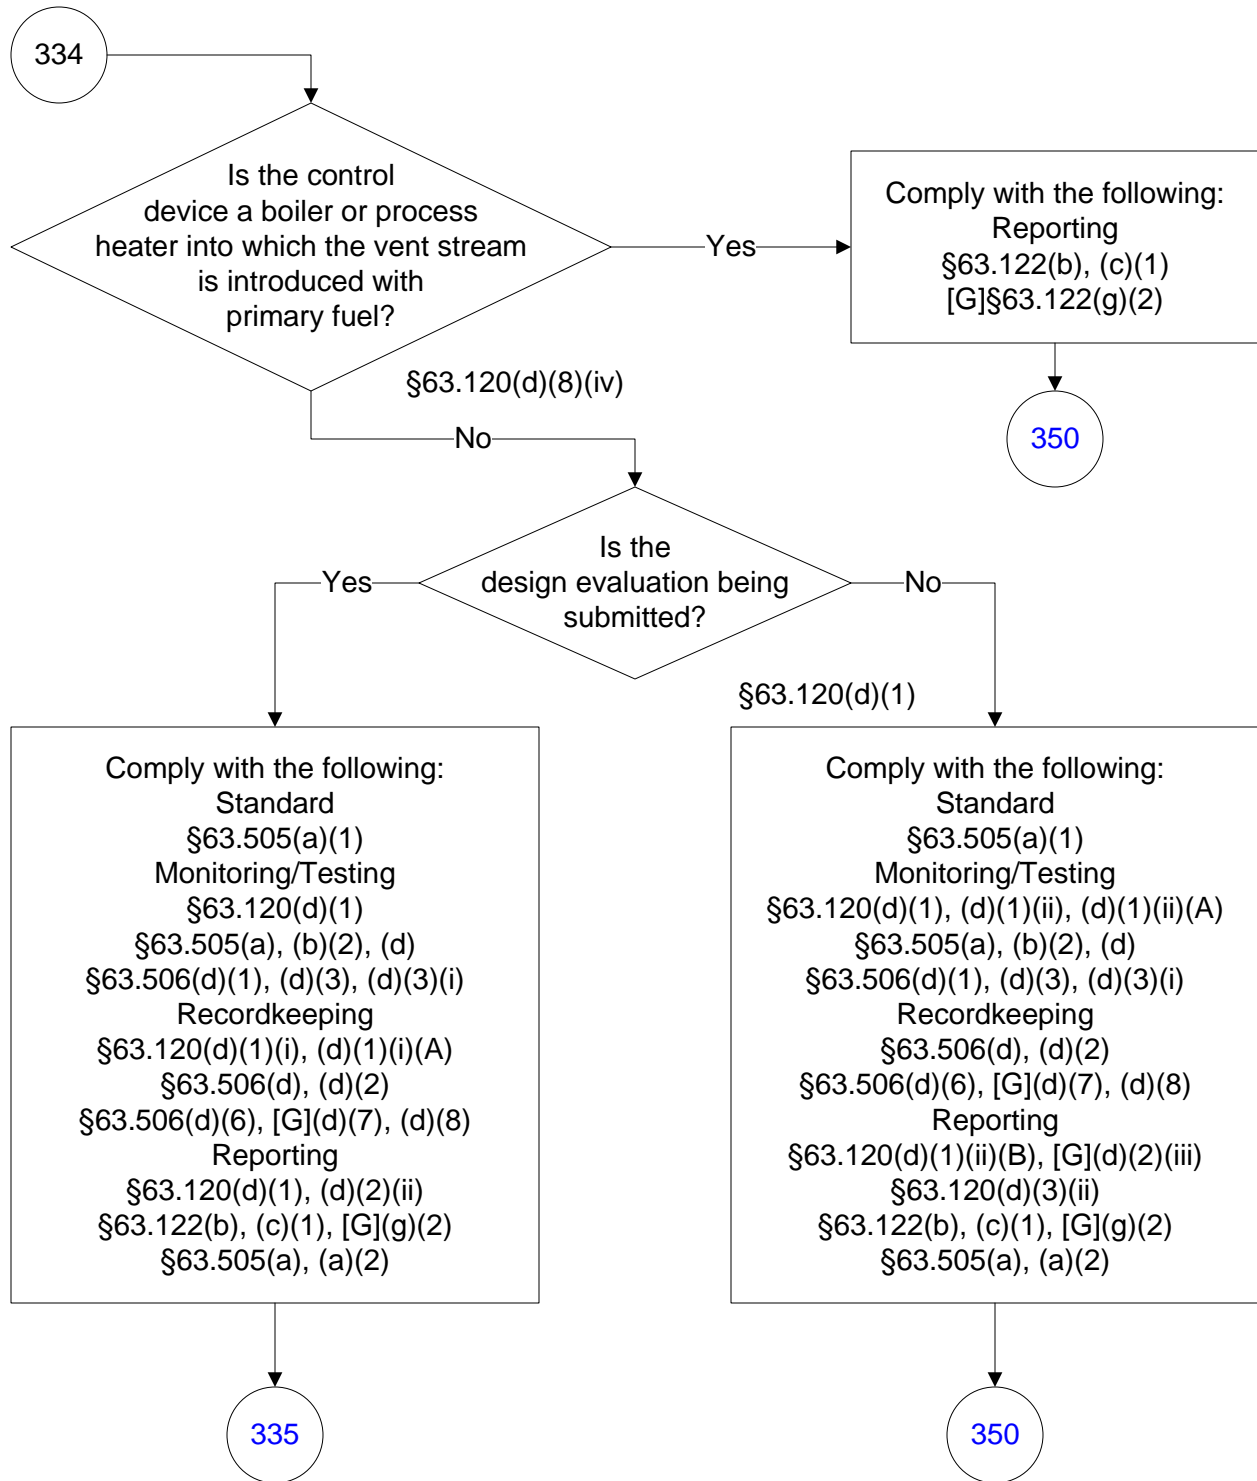 334
Is the control
device a boiler or process
heater into which the vent stream
is introduced with
primary fuel?
Yes
Comply with the following:
Reporting
§63.122(b), (c)(1)
[G]§63.122(g)(2)
350
§63.120(d)(8)(iv)
No
Is the
design evaluation being
submitted?
Yes
No
§63.120(d)(1)
Comply with the following:
Standard
§63.505(a)(1)
Monitoring/Testing
§63.120(d)(1)
§63.505(a), (b)(2), (d)
§63.506(d)(1), (d)(3), (d)(3)(i)
Recordkeeping
§63.120(d)(1)(i), (d)(1)(i)(A)
§63.506(d), (d)(2)
§63.506(d)(6), [G](d)(7), (d)(8)
Reporting
§63.120(d)(1), (d)(2)(ii)
§63.122(b), (c)(1), [G](g)(2)
§63.505(a), (a)(2)
335
Comply with the following:
Standard
§63.505(a)(1)
Monitoring/Testing
§63.120(d)(1), (d)(1)(ii), (d)(1)(ii)(A)
§63.505(a), (b)(2), (d)
§63.506(d)(1), (d)(3), (d)(3)(i)
Recordkeeping
§63.506(d), (d)(2)
§63.506(d)(6), [G](d)(7), (d)(8)
Reporting
§63.120(d)(1)(ii)(B), [G](d)(2)(iii)
§63.120(d)(3)(ii)
§63.122(b), (c)(1), [G](g)(2)
§63.505(a), (a)(2)
350